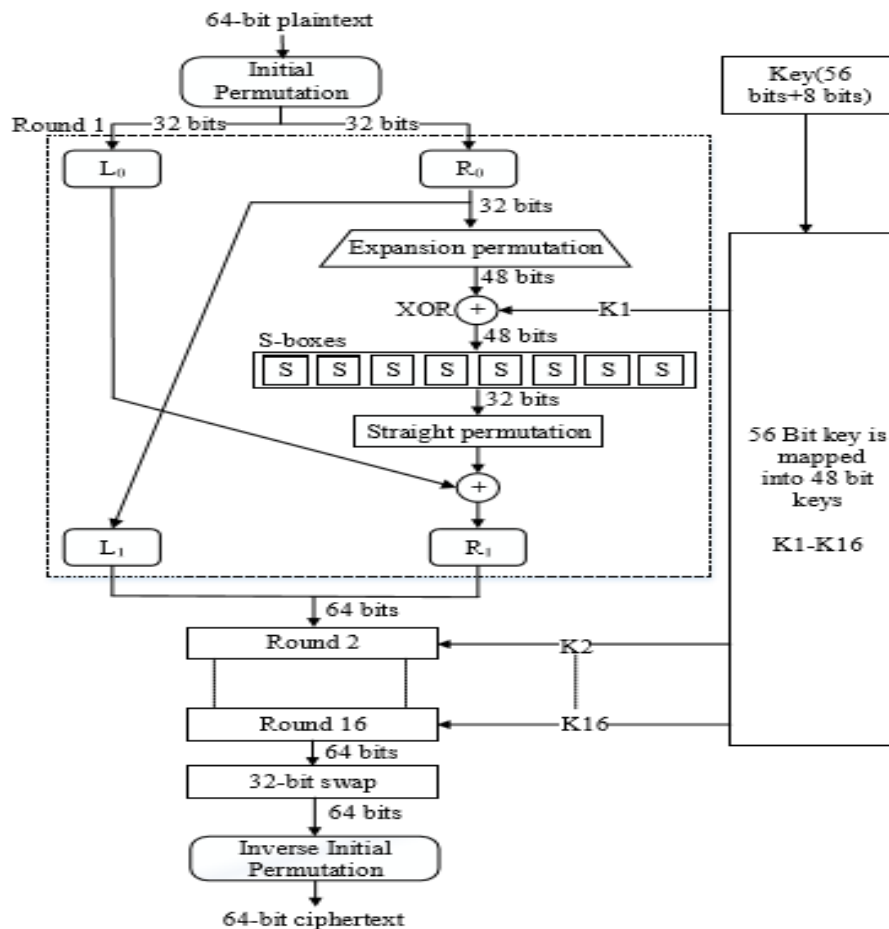 64-bit plaintext
Initial
Permutation
Key(56
bits+8 bits)
Round 1
32 bits
32 bits
L₀
R₀
32 bits
Expansion permutation
48 bits
XOR
+
K1
48 bits
S-boxes
S S S S S S S S
32 bits
Straight permutation
+
56 Bit key is
mapped
into 48 bit
keys
K1-K16
L₁
R₁
64 bits
Round 2
K2
Round 16
K16
64 bits
32-bit swap
64 bits
Inverse Initial
Permutation
64-bit ciphertext